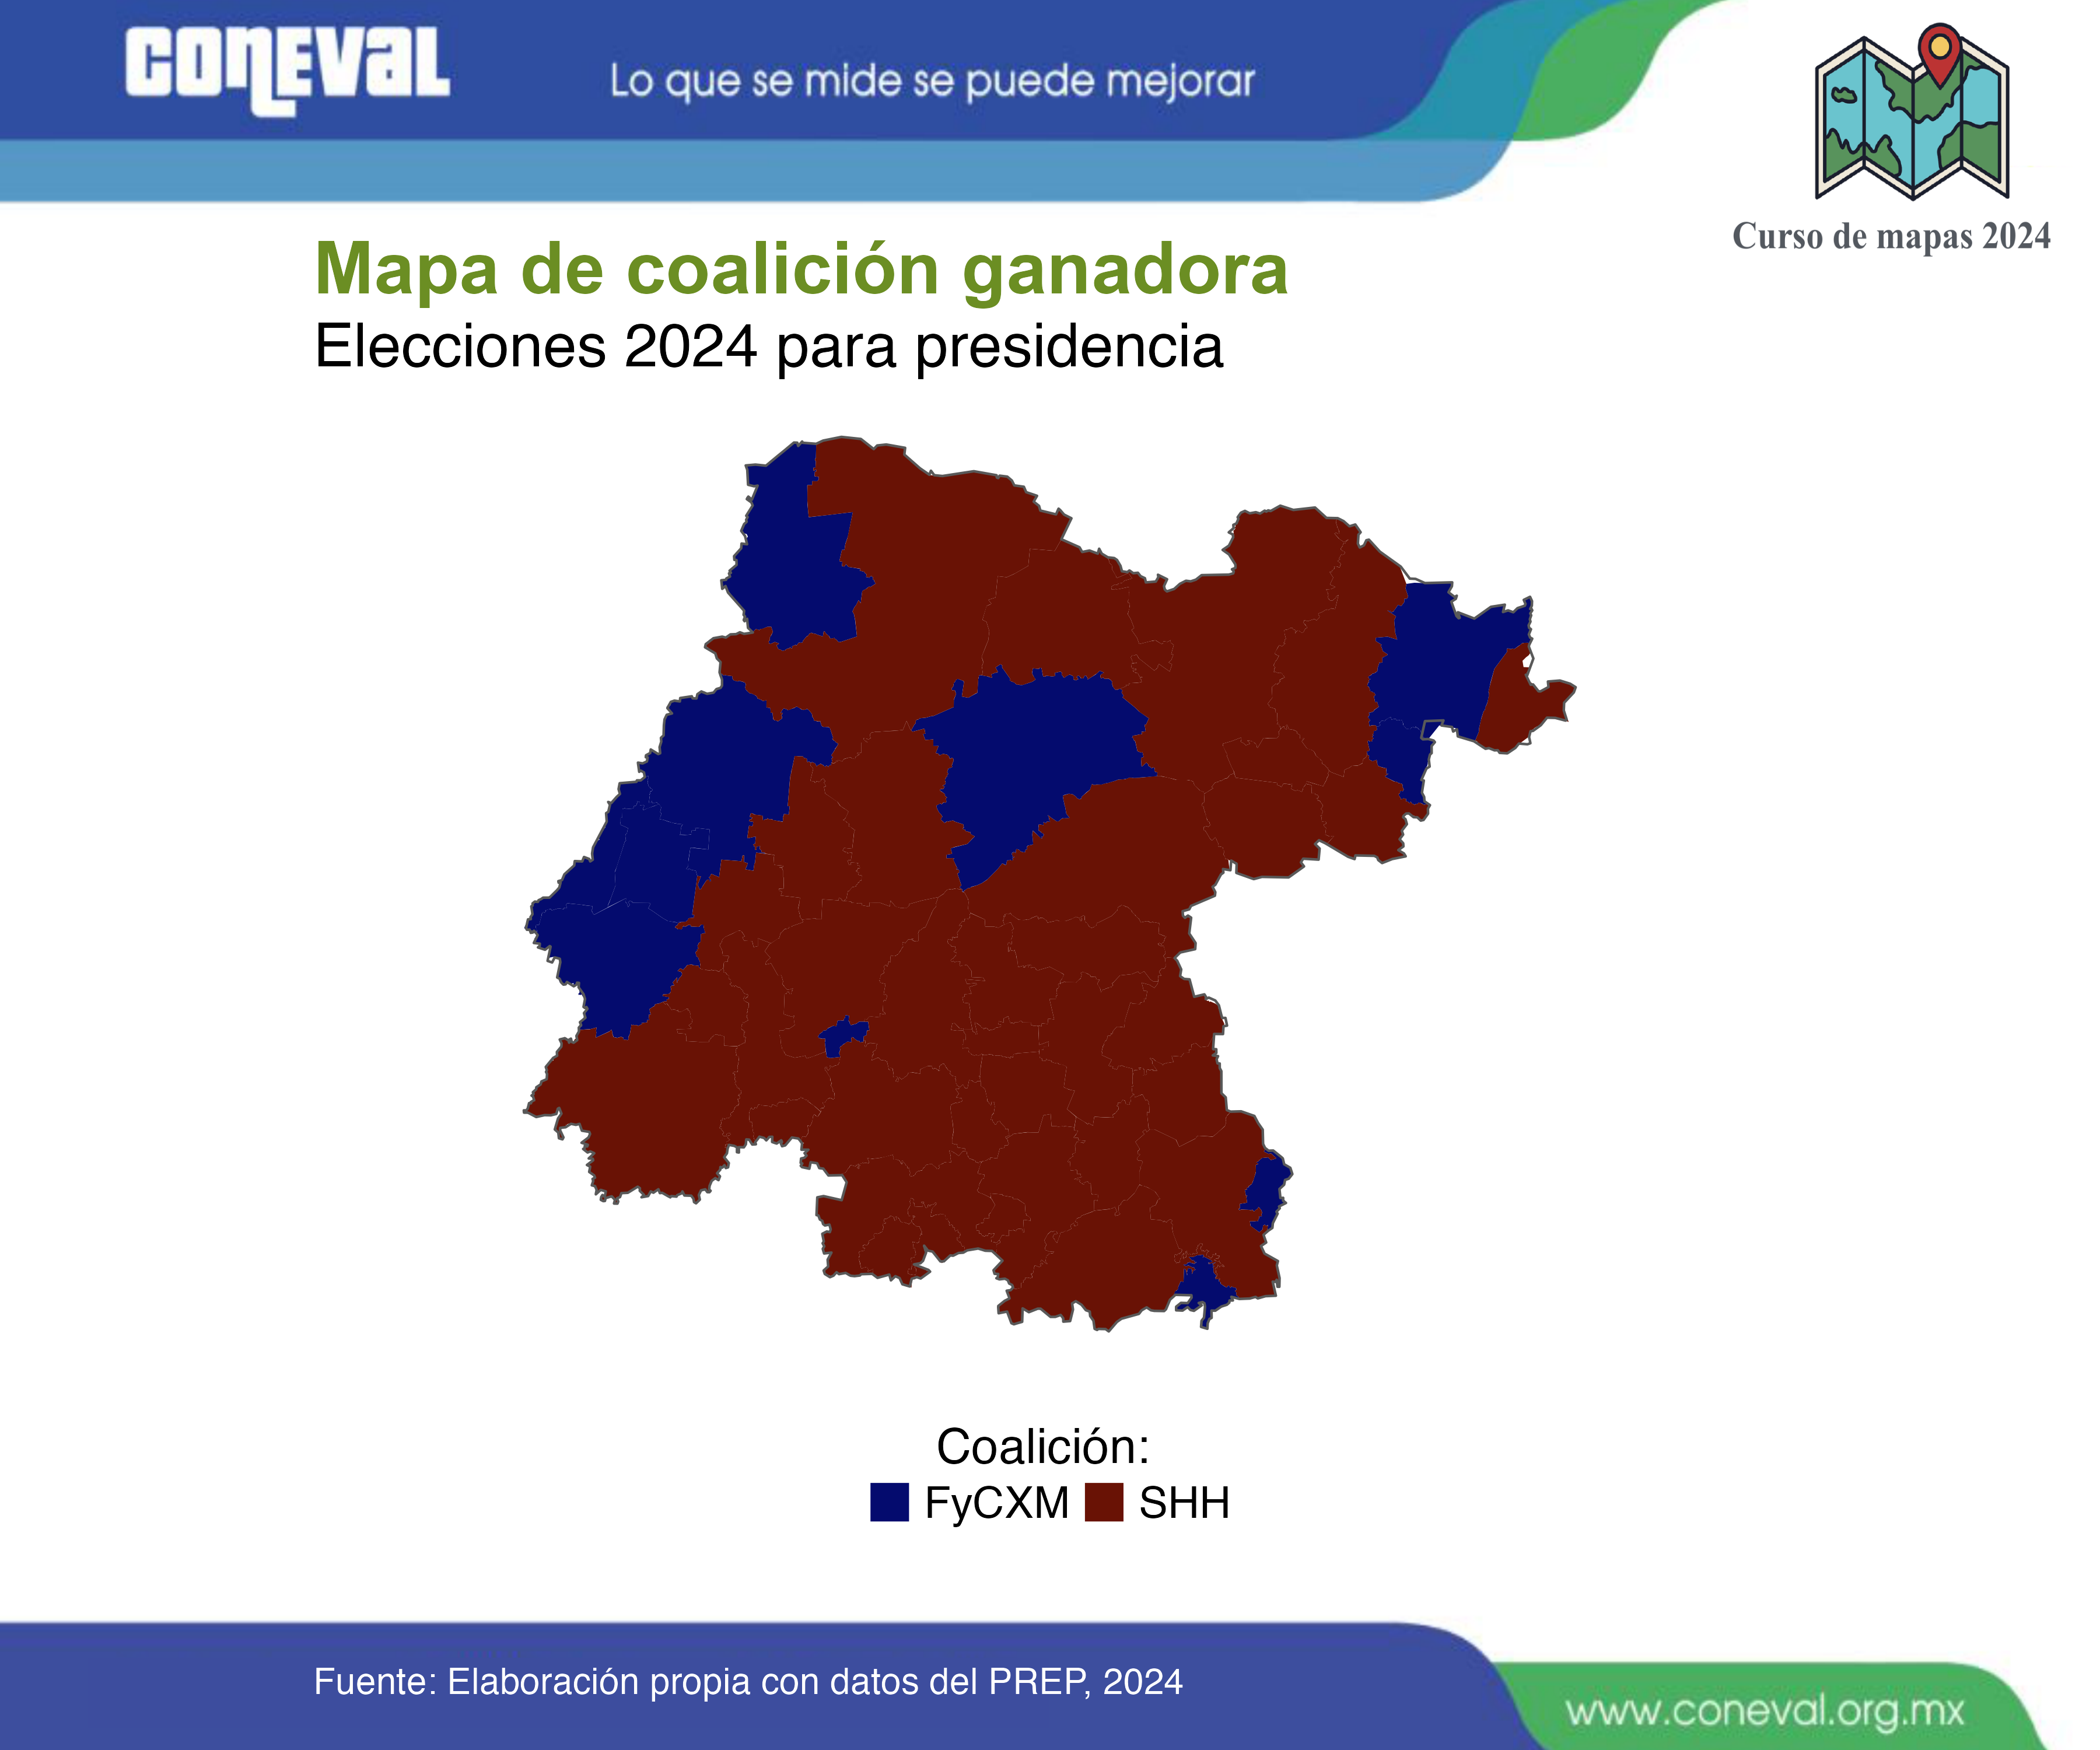 CONEVAL
Lo que se mide se puede mejorar
Curso de mapas 2024
Mapa de coalición ganadora
Elecciones 2024 para presidencia
Coalición:
FyCXM SHH
Fuente: Elaboración propia con datos del PREP, 2024
www.coneval.org.mx